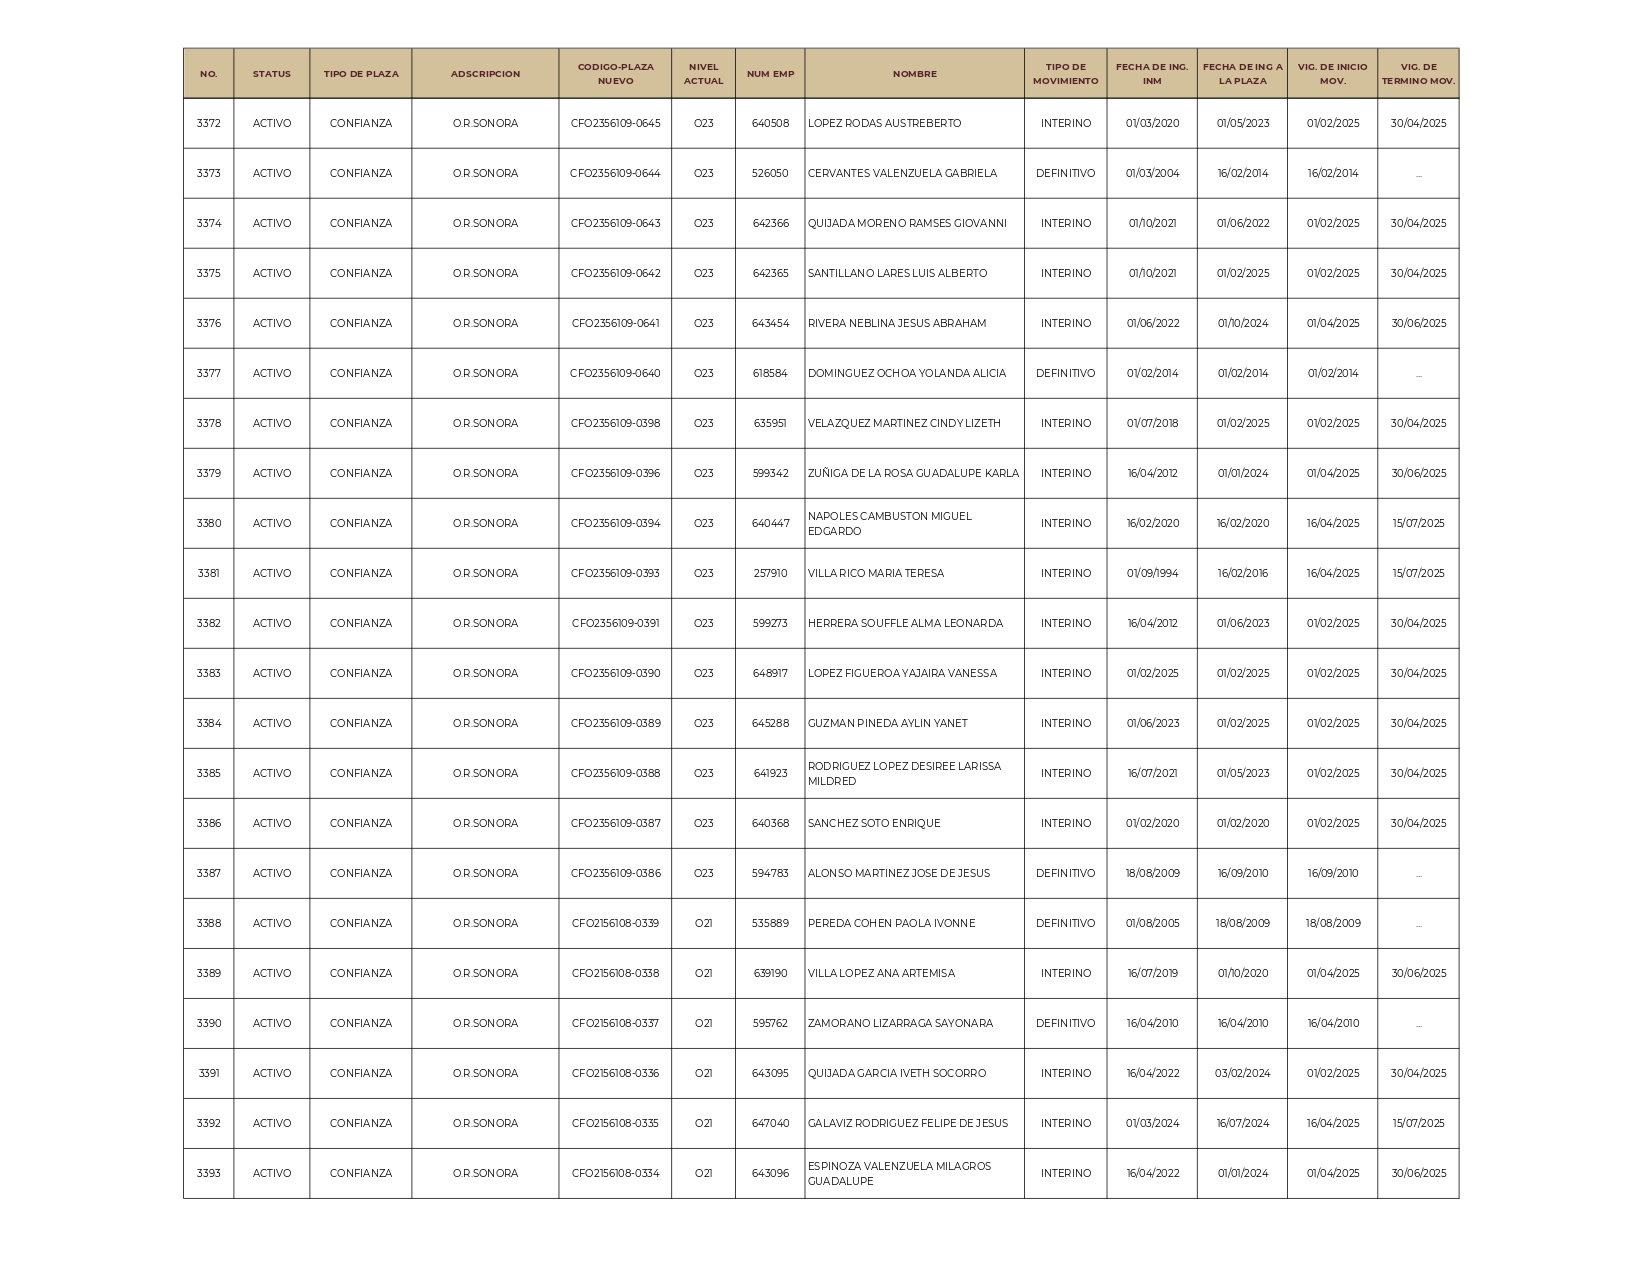 NO. STATUS TIPO DE PLAZA ADSCRIPCION CODIGO-PLAZA NUEVO NIVEL ACTUAL NUM EMP NOMBRE TIPO DE MOVIMIENTO FECHA DE ING. INM FECHA DE ING A LA PLAZA VIG. DE INICIO MOV. VIG. DE TERMINO MOV.
3372 ACTIVO CONFIANZA O.R.SONORA CFO2356109-0645 O23 640508 LOPEZ RODAS AUSTREBERTO INTERINO 01/03/2020 01/05/2023 01/02/2025 30/04/2025
3373 ACTIVO CONFIANZA O.R.SONORA CFO2356109-0644 O23 526050 CERVANTES VALENZUELA GABRIELA DEFINITIVO 01/03/2004 16/02/2014 16/02/2014 ...
3374 ACTIVO CONFIANZA O.R.SONORA CFO2356109-0643 O23 642366 QUIJADA MORENO RAMSES GIOVANNI INTERINO 01/10/2021 01/06/2022 01/02/2025 30/04/2025
3375 ACTIVO CONFIANZA O.R.SONORA CFO2356109-0642 O23 642365 SANTILLANO LARES LUIS ALBERTO INTERINO 01/10/2021 01/02/2025 01/02/2025 30/04/2025
3376 ACTIVO CONFIANZA O.R.SONORA CFO2356109-0641 O23 643454 RIVERA NEBLINA JESUS ABRAHAM INTERINO 01/06/2022 01/10/2024 01/04/2025 30/06/2025
3377 ACTIVO CONFIANZA O.R.SONORA CFO2356109-0640 O23 618584 DOMINGUEZ OCHOA YOLANDA ALICIA DEFINITIVO 01/02/2014 01/02/2014 01/02/2014 ...
3378 ACTIVO CONFIANZA O.R.SONORA CFO2356109-0398 O23 635951 VELAZQUEZ MARTINEZ CINDY LIZETH INTERINO 01/07/2018 01/02/2025 01/02/2025 30/04/2025
3379 ACTIVO CONFIANZA O.R.SONORA CFO2356109-0396 O23 599342 ZUÑIGA DE LA ROSA GUADALUPE KARLA INTERINO 16/04/2012 01/01/2024 01/04/2025 30/06/2025
3380 ACTIVO CONFIANZA O.R.SONORA CFO2356109-0394 O23 640447 NAPOLES CAMBUSTON MIGUEL EDGARDO INTERINO 16/02/2020 16/02/2020 16/04/2025 15/07/2025
3381 ACTIVO CONFIANZA O.R.SONORA CFO2356109-0393 O23 257910 VILLA RICO MARIA TERESA INTERINO 01/09/1994 16/02/2016 16/04/2025 15/07/2025
3382 ACTIVO CONFIANZA O.R.SONORA CFO2356109-0391 O23 599273 HERRERA SOUFFLE ALMA LEONARDA INTERINO 16/04/2012 01/06/2023 01/02/2025 30/04/2025
3383 ACTIVO CONFIANZA O.R.SONORA CFO2356109-0390 O23 648917 LOPEZ FIGUEROA YAJAIRA VANESSA INTERINO 01/02/2025 01/02/2025 01/02/2025 30/04/2025
3384 ACTIVO CONFIANZA O.R.SONORA CFO2356109-0389 O23 645288 GUZMAN PINEDA AYLIN YANET INTERINO 01/06/2023 01/02/2025 01/02/2025 30/04/2025
3385 ACTIVO CONFIANZA O.R.SONORA CFO2356109-0388 O23 641923 RODRIGUEZ LOPEZ DESIREE LARISSA MILDRED INTERINO 16/07/2021 01/05/2023 01/02/2025 30/04/2025
3386 ACTIVO CONFIANZA O.R.SONORA CFO2356109-0387 O23 640368 SANCHEZ SOTO ENRIQUE INTERINO 01/02/2020 01/02/2020 01/02/2025 30/04/2025
3387 ACTIVO CONFIANZA O.R.SONORA CFO2356109-0386 O23 594783 ALONSO MARTINEZ JOSE DE JESUS DEFINITIVO 18/08/2009 16/09/2010 16/09/2010 ...
3388 ACTIVO CONFIANZA O.R.SONORA CFO2156108-0339 O21 535889 PEREDA COHEN PAOLA IVONNE DEFINITIVO 01/08/2005 18/08/2009 18/08/2009 ...
3389 ACTIVO CONFIANZA O.R.SONORA CFO2156108-0338 O21 639190 VILLA LOPEZ ANA ARTEMISA INTERINO 16/07/2019 01/10/2020 01/04/2025 30/06/2025
3390 ACTIVO CONFIANZA O.R.SONORA CFO2156108-0337 O21 595762 ZAMORANO LIZARRAGA SAYONARA DEFINITIVO 16/04/2010 16/04/2010 16/04/2010 ...
3391 ACTIVO CONFIANZA O.R.SONORA CFO2156108-0336 O21 643095 QUIJADA GARCIA IVETH SOCORRO INTERINO 16/04/2022 03/02/2024 01/02/2025 30/04/2025
3392 ACTIVO CONFIANZA O.R.SONORA CFO2156108-0335 O21 647040 GALAVIZ RODRIGUEZ FELIPE DE JESUS INTERINO 01/03/2024 16/07/2024 16/04/2025 15/07/2025
3393 ACTIVO CONFIANZA O.R.SONORA CFO2156108-0334 O21 643096 ESPINOZA VALENZUELA MILAGROS GUADALUPE INTERINO 16/04/2022 01/01/2024 01/04/2025 30/06/2025